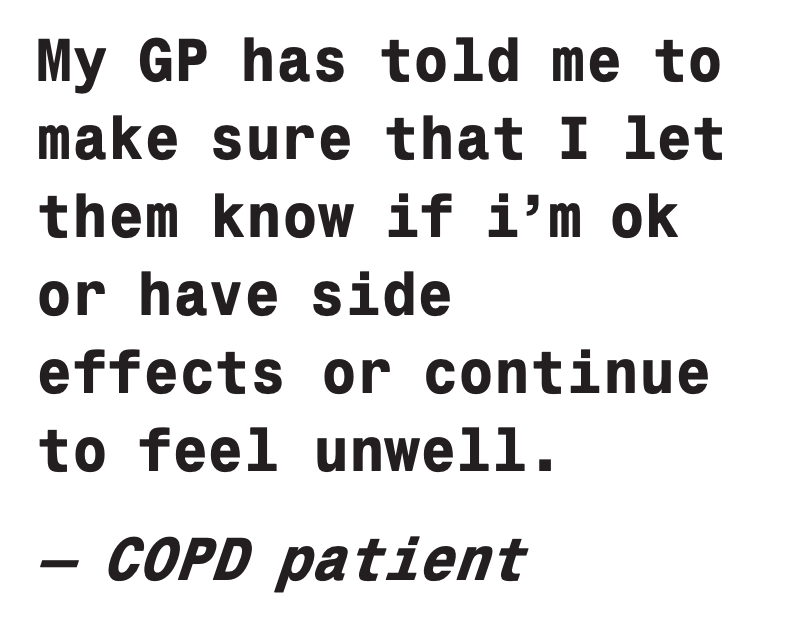 My GP has told me to
make sure that I let
them know if i’m ok
or have side
effects or continue
to feel unwell.
– COPD patient